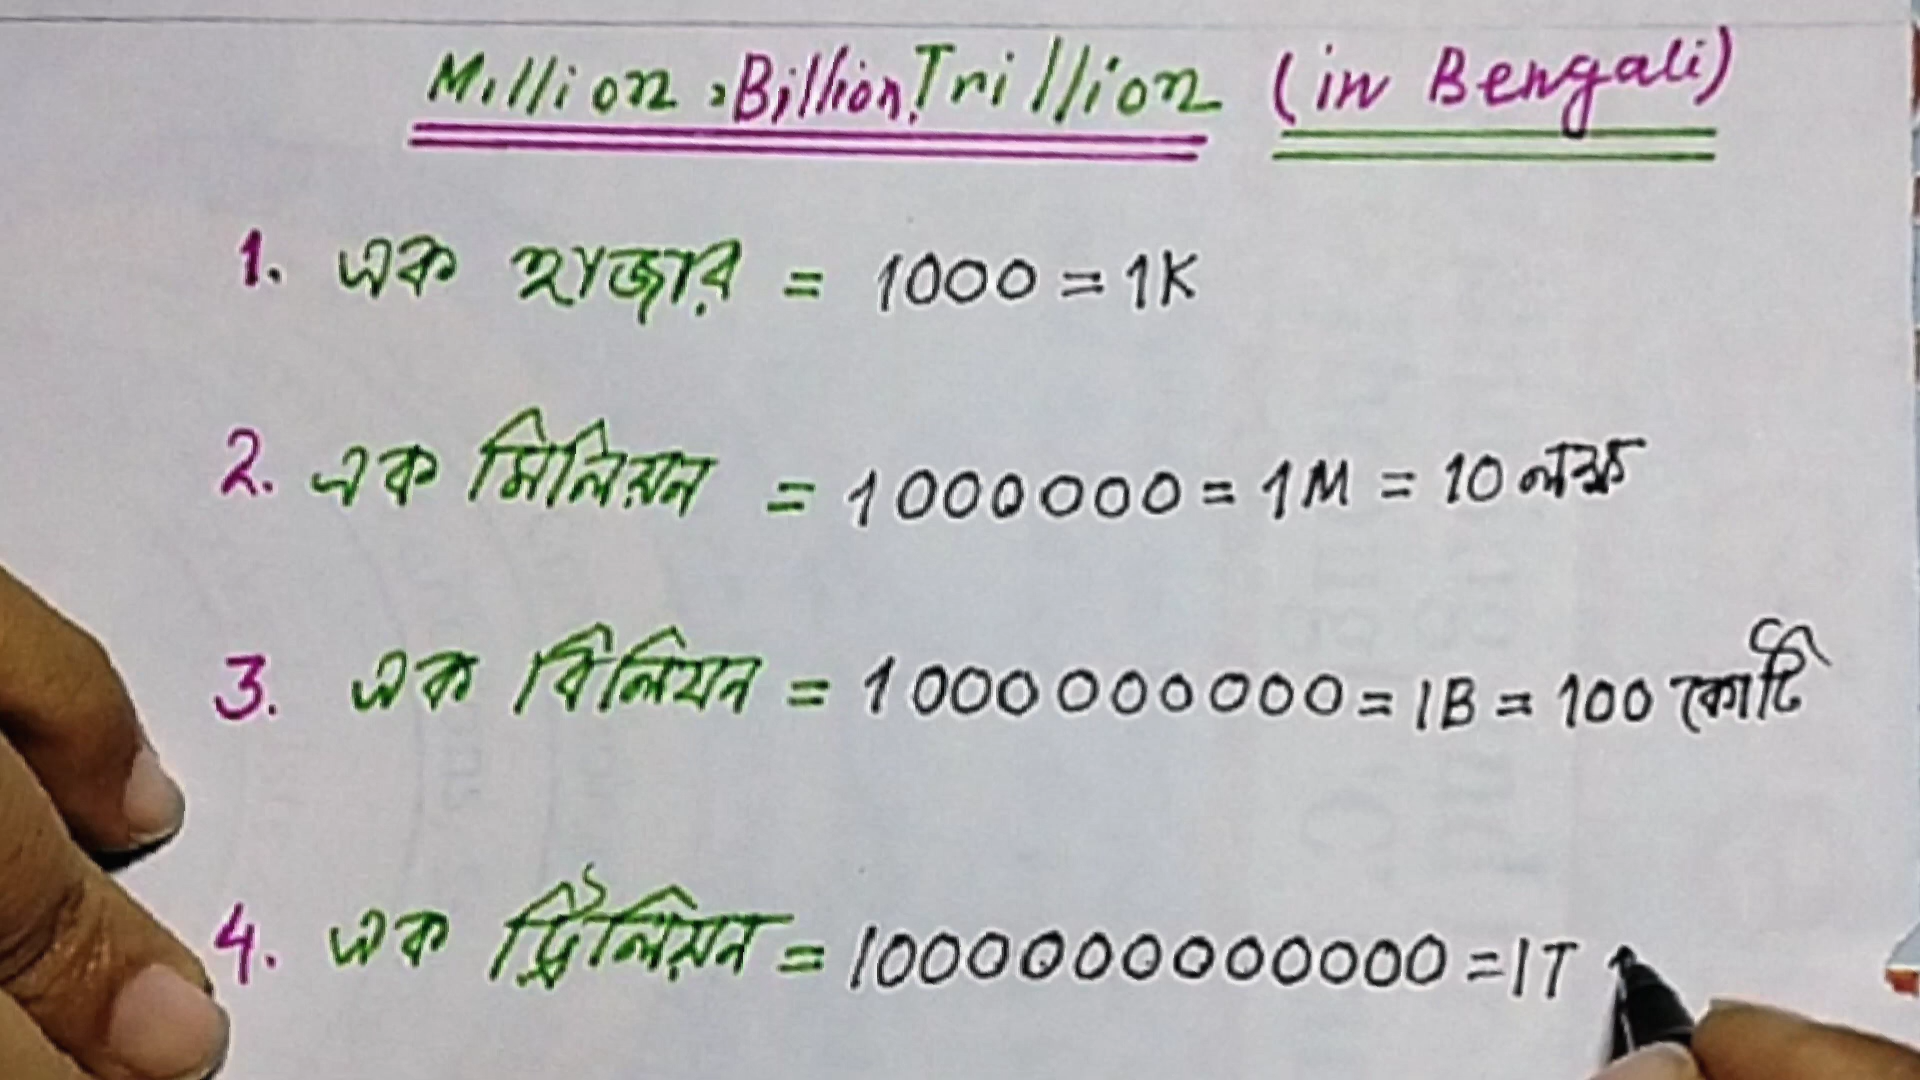 Million, Billion, Trillion (in Bengali)
1. এক হাজার = 1000 = 1K
2. এক মিলিয়ন = 1000000 = 1M = 10 লক্ষ
3. এক বিলিয়ন = 1000000000 = 1B = 100 কোটি
4. এক ট্রিলিয়ন = 1000000000000 = 1T